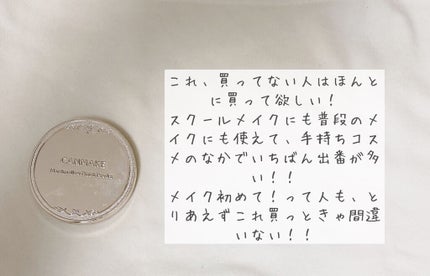 これ、買ってない人はほんと
に買って欲しい！
スクールメイクにも普段のメ
イクにも使えて、手持ちコス
メのなかでいちばん出番が多
い！！
メイク初めて！って人も、と
りあえずこれ買っときゃ間違
いない！！
CANMAKE
Marshmallow Finish Powder